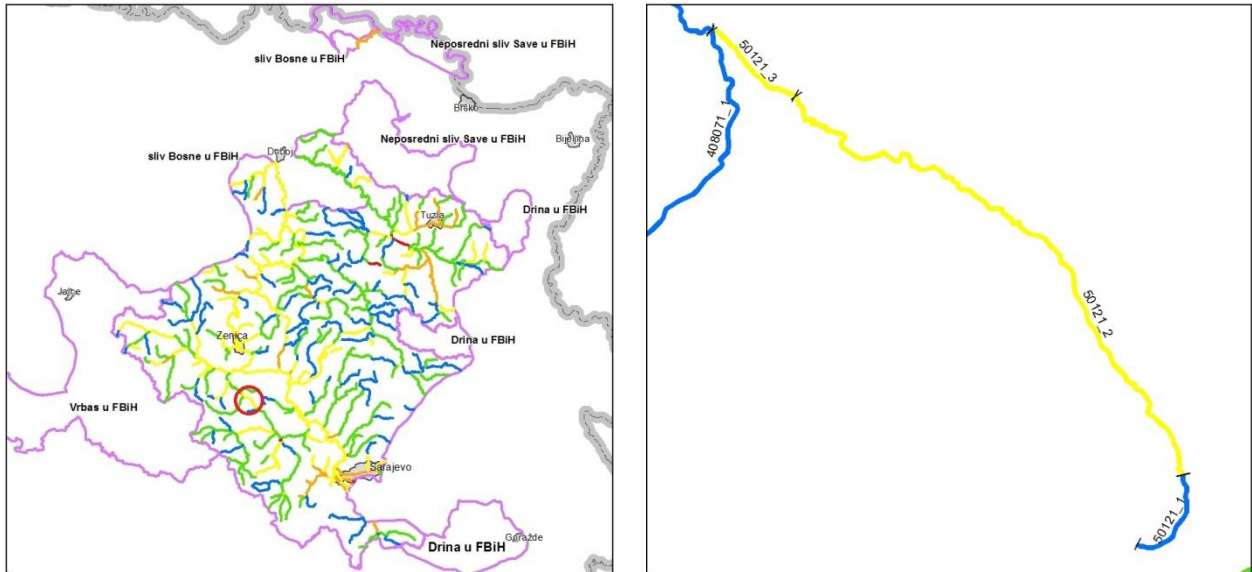 Neposredni sliv Save u FBiH
sliv Bosne u FBiH
Brčko
Bijeljina
Neposredni sliv Save u FBiH
Doboj
sliv Bosne u FBiH
Drina u FBiH
Tuzla
Jajce
Zenica
Drina u FBiH
Vrbas u FBiH
Sarajevo
Goražde
Drina u FBiH
50121_3
408071_1
50121_2
50121_1